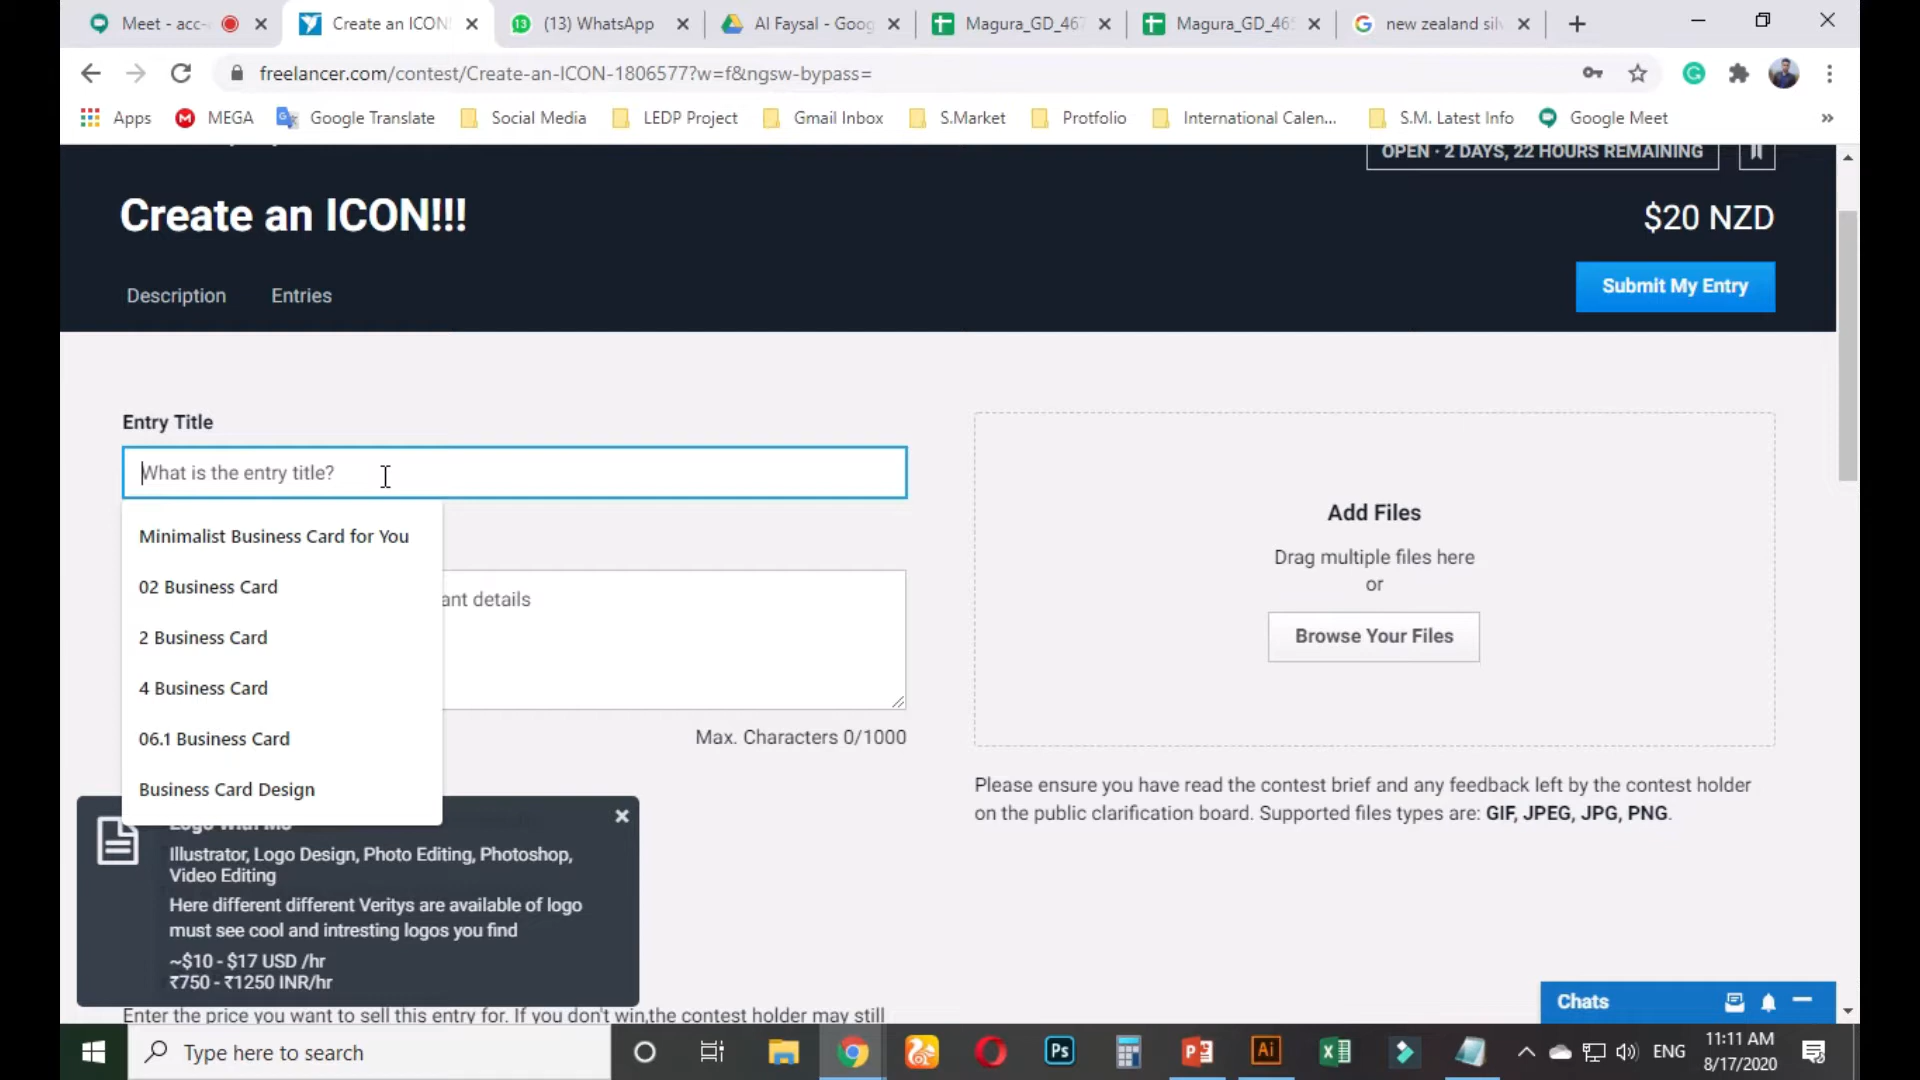 Meet - acc-
Create an ICON!
(13) WhatsApp
Al Faysal - Goog
Magura_GD_467
Magura_GD_465
new zealand silv
freelancer.com/contest/Create-an-ICON-1806577?w=f&ngsw-bypass=
Apps
MEGA
Google Translate
Social Media
LEDP Project
Gmail Inbox
S.Market
Protfolio
International Calen...
S.M. Latest Info
Google Meet
»
OPEN · 2 DAYS, 22 HOURS REMAINING
Create an ICON!!!
$20 NZD
Description
Entries
Submit My Entry
Entry Title
What is the entry title?
Minimalist Business Card for You
02 Business Card
2 Business Card
4 Business Card
06.1 Business Card
Business Card Design
ant details
Max. Characters 0/1000
Add Files
Drag multiple files here
or
Browse Your Files
Please ensure you have read the contest brief and any feedback left by the contest holder
on the public clarification board. Supported files types are: GIF, JPEG, JPG, PNG.
Logo With Me
Illustrator, Logo Design, Photo Editing, Photoshop,
Video Editing
Here different different Veritys are available of logo
must see cool and intresting logos you find
~$10 - $17 USD /hr
₹750 - ₹1250 INR/hr
Enter the price you want to sell this entry for. If you don't win,the contest holder may still
Chats
Type here to search
Ps
Ai
ENG
11:11 AM
8/17/2020